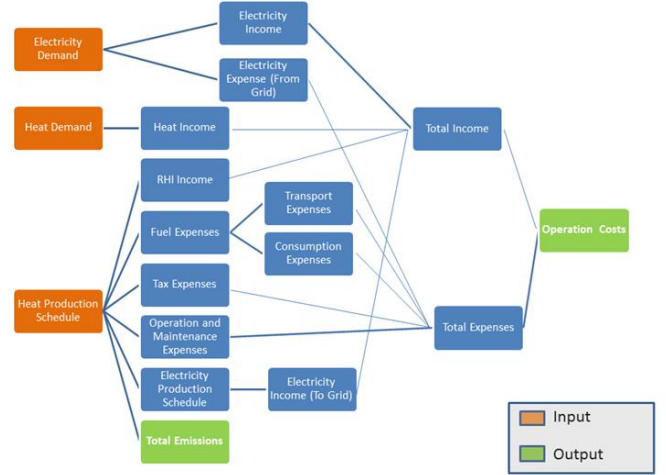 Electricity
Demand
Electricity
Income
Electricity
Expense (From
Grid)
Heat Demand
Heat Income
Total Income
RHI Income
Fuel Expenses
Transport
Expenses
Consumption
Expenses
Operation Costs
Tax Expenses
Heat Production
Schedule
Operation and
Maintenance
Expenses
Total Expenses
Electricity
Production
Schedule
Electricity
Income (To Grid)
Total Emissions
Input
Output